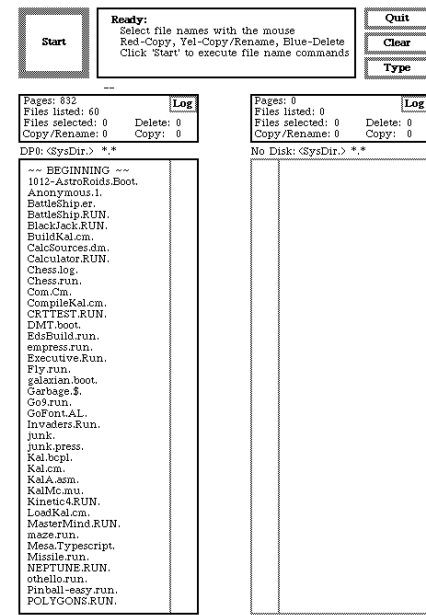 Start
Ready:
Select file names with the mouse
Red-Copy, Yel-Copy/Rename, Blue-Delete
Click 'Start' to execute file name commands
Quit
Clear
Type
Pages: 832
Files listed: 60
Files selected: 0 Delete: 0
Copy/Rename: 0 Copy: 0
Log
DP0: <SysDir.> *.*
~~ BEGINNING ~~
1012-AstroRoids.Boot.
Anonymous.1.
BattleShip.er.
BattleShip.RUN.
BlackJack.RUN.
BuildKal.cm.
CalcSources.dm.
Calculator.RUN.
Chess.log.
Chess.run.
Com.Cm.
CompileKal.cm.
CRTTEST.RUN.
DMT.boot.
EdsBuild.run.
empress.run.
Executive.Run.
Fly.run.
galaxian.boot.
Garbage.$.
Go9.run.
GoFont.AL.
Invaders.Run.
junk.
junk.press.
Kal.bcpl.
Kal.cm.
KalA.asm.
KalMc.mu.
Kinetic4.RUN.
LoadKal.cm.
MasterMind.RUN.
maze.run.
Mesa.Typescript.
Missile.run.
NEPTUNE.RUN.
othello.run.
Pinball-easy.run.
POLYGONS.RUN.
Pages: 0
Files listed: 0
Files selected: 0 Delete: 0
Copy/Rename: 0 Copy: 0
Log
No Disk: <SysDir.> *.*